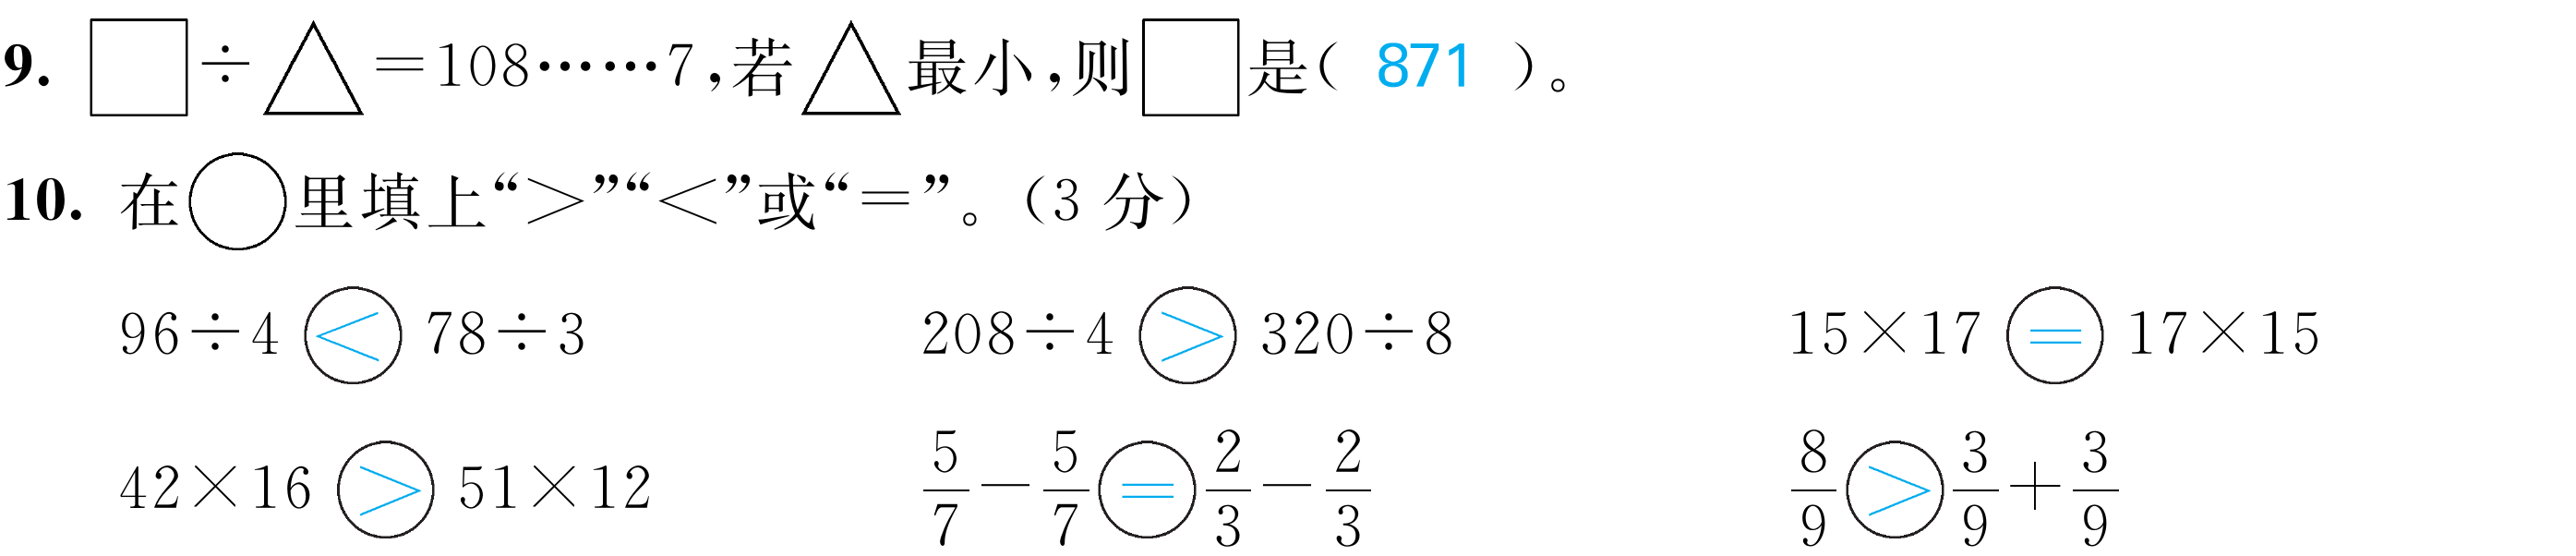 9. □÷△=108……7,若△最小,则□是( 871 )。
10. 在○里填上“>”“<”或“=”。(3 分)
96÷4 < 78÷3 208÷4 > 320÷8 15×17 = 17×15
42×16 > 51×12 5/7-5/7 = 2/3-2/3 8/9 > 3/9+3/9